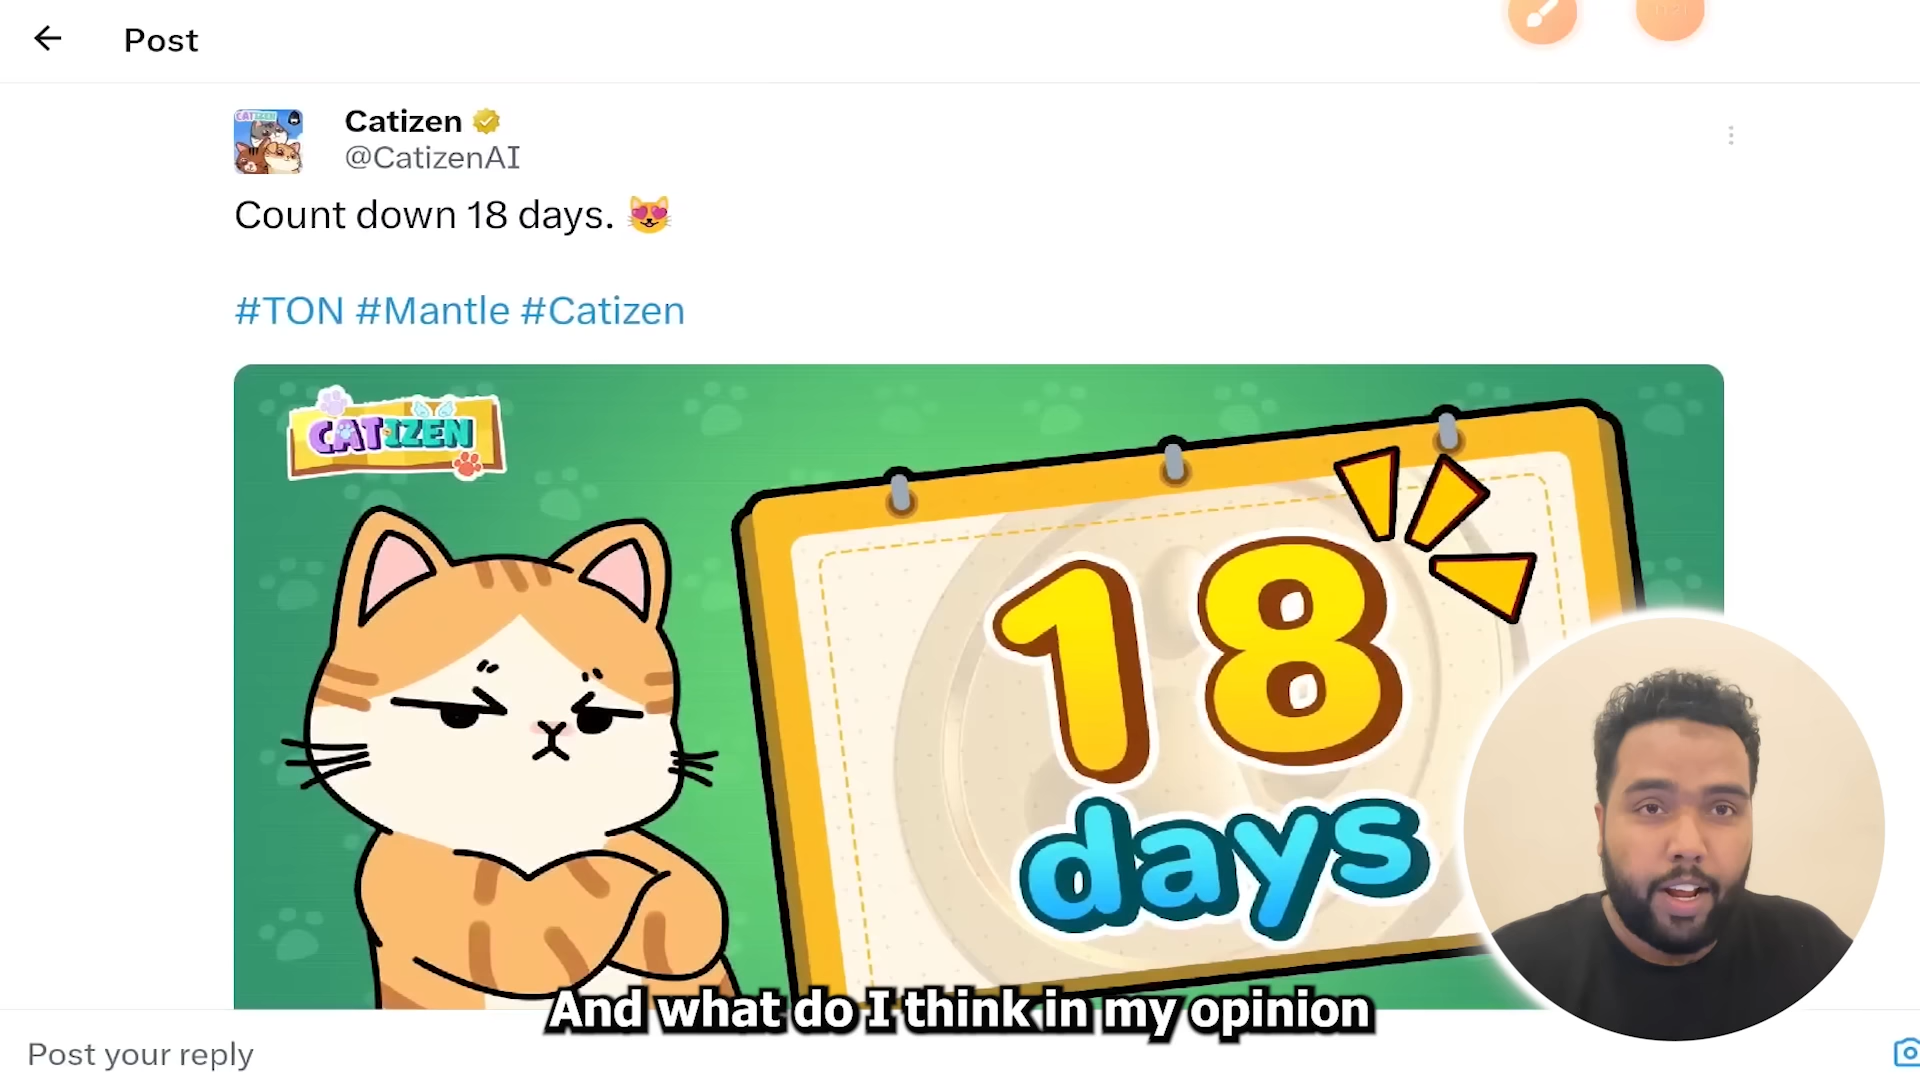 Post
Catizen
@CatizenAI
Count down 18 days. 😻
#TON #Mantle #Catizen
CATIZEN
18
days
And what do I think in my opinion
Post your reply